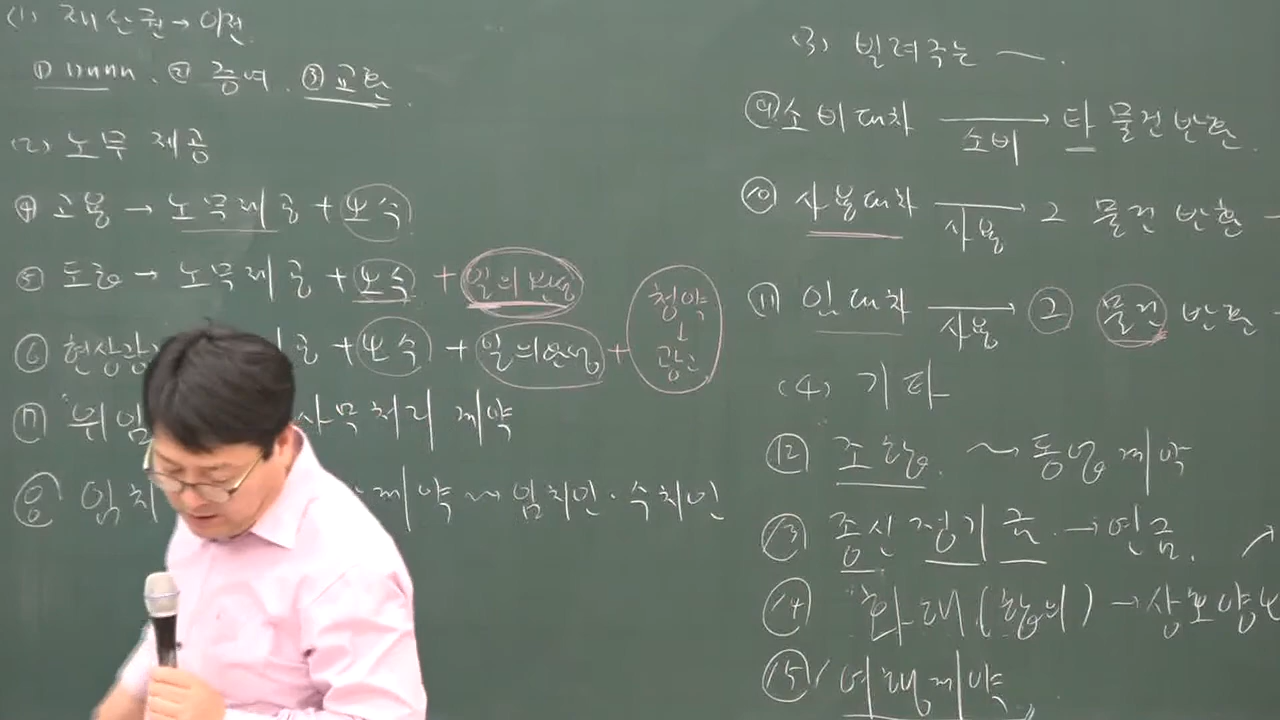 (1) 재산권→이전
① 매매. ② 증여. ③ 교환.
(2) 노무 제공
④ 고용 → 노무제공 + 보수
⑤ 도급 → 노무제공 + 보수 + 일의 완성
⑥ 현상광 공 + 보수 + 일의완성 + 청약 ↓ 광고
⑦ 위임 사무처리 계약
⑧ 임치 계약 ~ 임치인·수치인
(3) 빌려주는 ~.
⑨ 소비대차 소비→ 타 물건 반환.
⑩ 사용대차 사용→ 그 물건 반환
⑪ 임대차 사용→ 그 물건 반환
(4) 기타
⑫ 조합. ~ 동업계약
⑬ 종신정기금.→연금.
⑭ 화해(합의)→상호양보
⑮ 여행계약